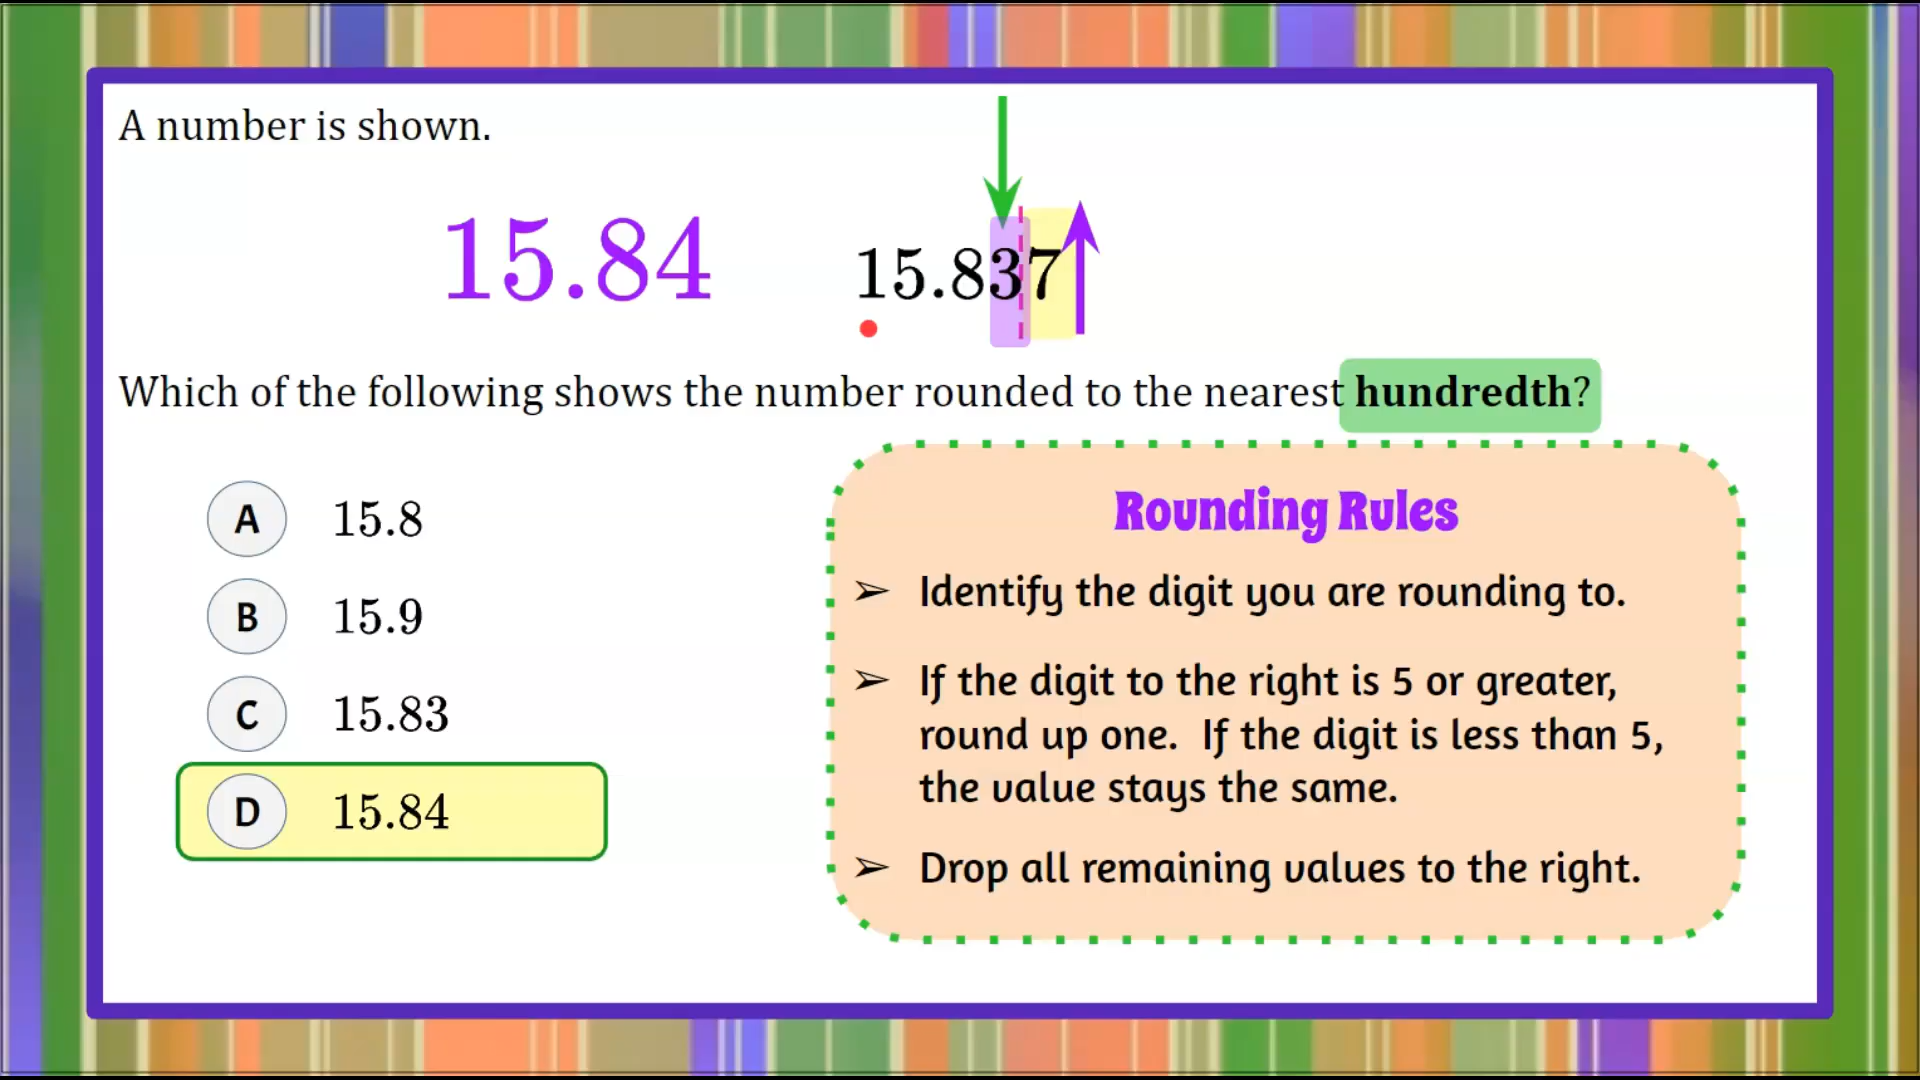 A number is shown.
15.84
15.837
Which of the following shows the number rounded to the nearest hundredth?
A 15.8
B 15.9
C 15.83
D 15.84
Rounding Rules
➢ Identify the digit you are rounding to.
➢ If the digit to the right is 5 or greater,
round up one. If the digit is less than 5,
the value stays the same.
➢ Drop all remaining values to the right.